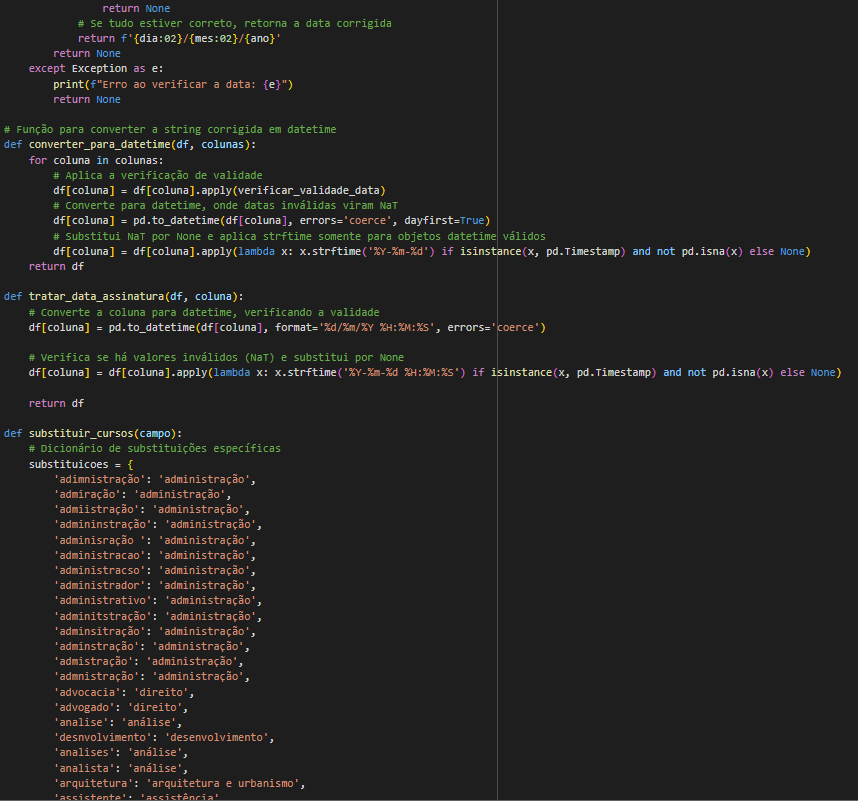 return None
# Se tudo estiver correto, retorna a data corrigida
return f'{dia:02}/{mes:02}/{ano}'
return None
except Exception as e:
print(f"Erro ao verificar a data: {e}")
return None
# Função para converter a string corrigida em datetime
def converter_para_datetime(df, colunas):
for coluna in colunas:
# Aplica a verificação de validade
df[coluna] = df[coluna].apply(verificar_validade_data)
# Converte para datetime, onde datas inválidas viram NaT
df[coluna] = pd.to_datetime(df[coluna], errors='coerce', dayfirst=True)
# Substitui NaT por None e aplica strftime somente para objetos datetime válidos
df[coluna] = df[coluna].apply(lambda x: x.strftime('%Y-%m-%d') if isinstance(x, pd.Timestamp) and not pd.isna(x) else None)
return df
def tratar_data_assinatura(df, coluna):
# Converte a coluna para datetime, verificando a validade
df[coluna] = pd.to_datetime(df[coluna], format='%d/%m/%Y %H:%M:%S', errors='coerce')
# Verifica se há valores inválidos (NaT) e substitui por None
df[coluna] = df[coluna].apply(lambda x: x.strftime('%Y-%m-%d %H:%M:%S') if isinstance(x, pd.Timestamp) and not pd.isna(x) else None)
return df
def substituir_cursos(campo):
# Dicionário de substituições específicas
substituicoes = {
'adimnistração': 'administração',
'admiração': 'administração',
'admiistração': 'administração',
'admininstração': 'administração',
'adminisração ': 'administração',
'administracao': 'administração',
'administracso': 'administração',
'administrador': 'administração',
'administrativo': 'administração',
'adminitstração': 'administração',
'adminsitração': 'administração',
'adminstração': 'administração',
'admistração': 'administração',
'admnistração': 'administração',
'advocacia': 'direito',
'advogado': 'direito',
'analise': 'análise',
'desnvolvimento': 'desenvolvimento',
'analises': 'análise',
'analista': 'análise',
'arquitetura': 'arquitetura e urbanismo',
'assistente': 'assistência'